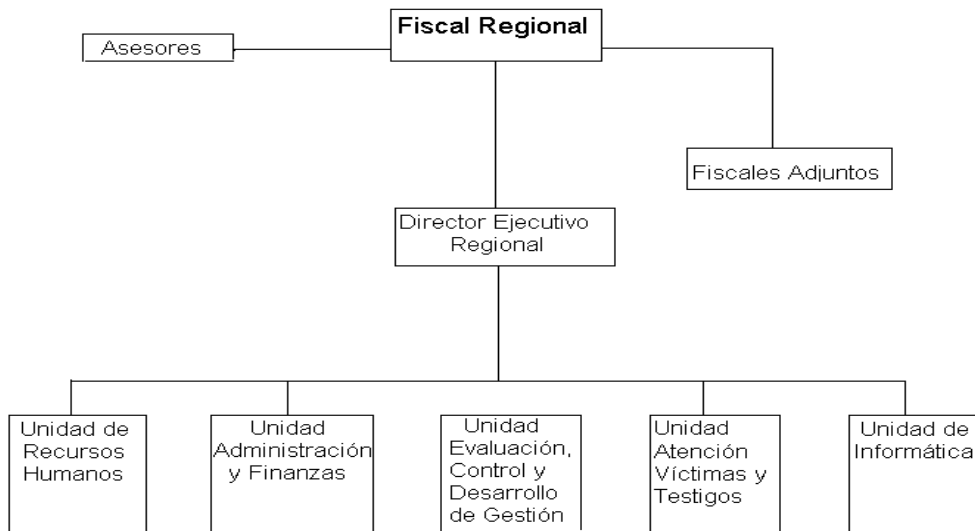 Fiscal Regional
Asesores
Fiscales Adjuntos
Director Ejecutivo
Regional
Unidad de
Recursos
Humanos
Unidad
Administración
y Finanzas
Unidad
Evaluación,
Control y
Desarrollo
de Gestión
Unidad
Atención
Víctimas y
Testigos
Unidad de
Informática